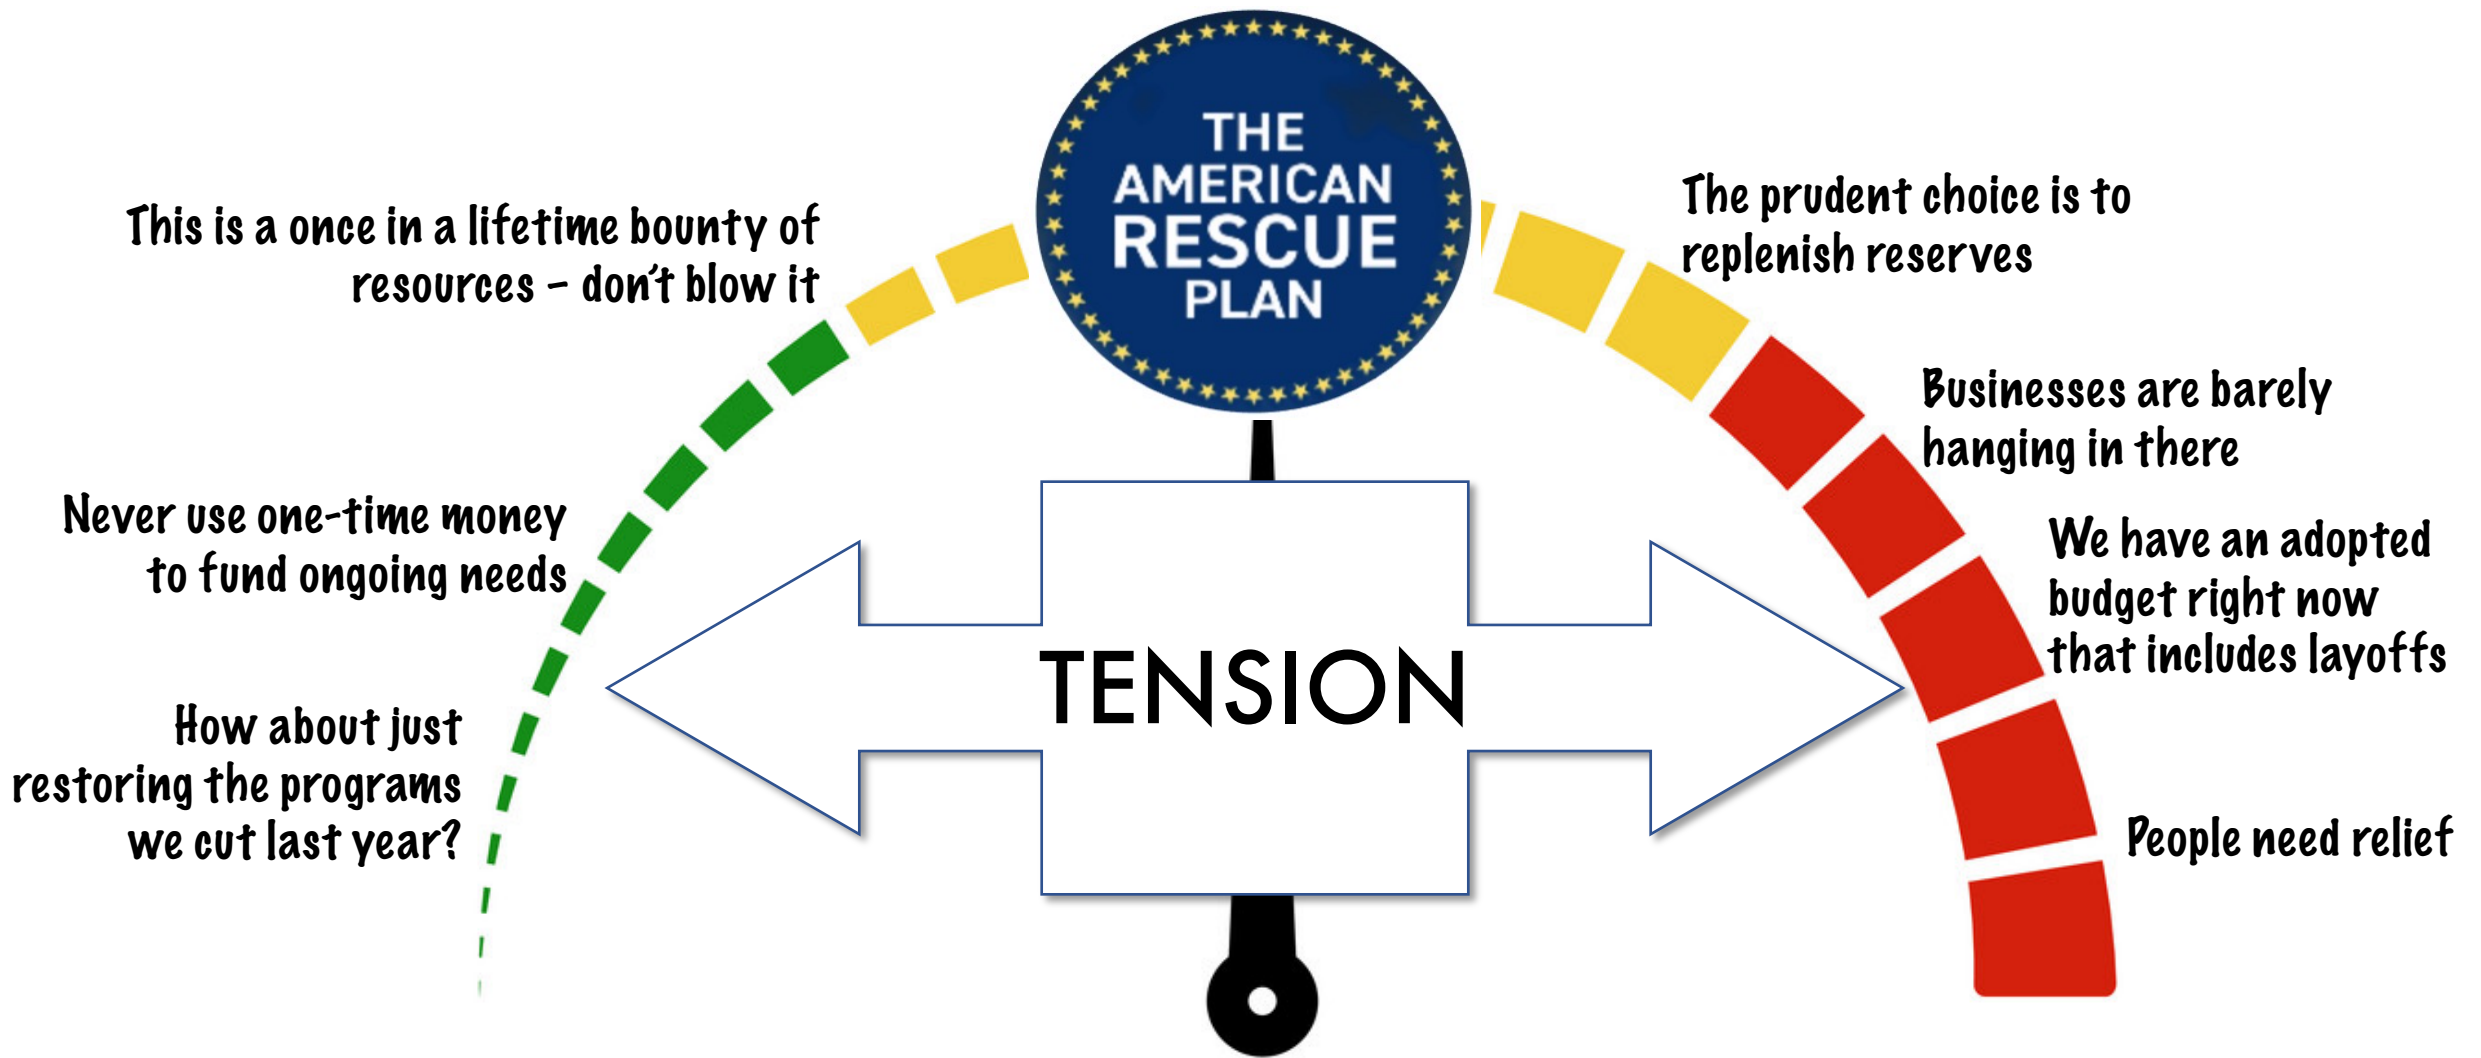 THE
AMERICAN
RESCUE
PLAN
This is a once in a lifetime bounty of
resources – don't blow it
Never use one-time money
to fund ongoing needs
How about just
restoring the programs
we cut last year?
TENSION
The prudent choice is to
replenish reserves
Businesses are barely
hanging in there
We have an adopted
budget right now
that includes layoffs
People need relief